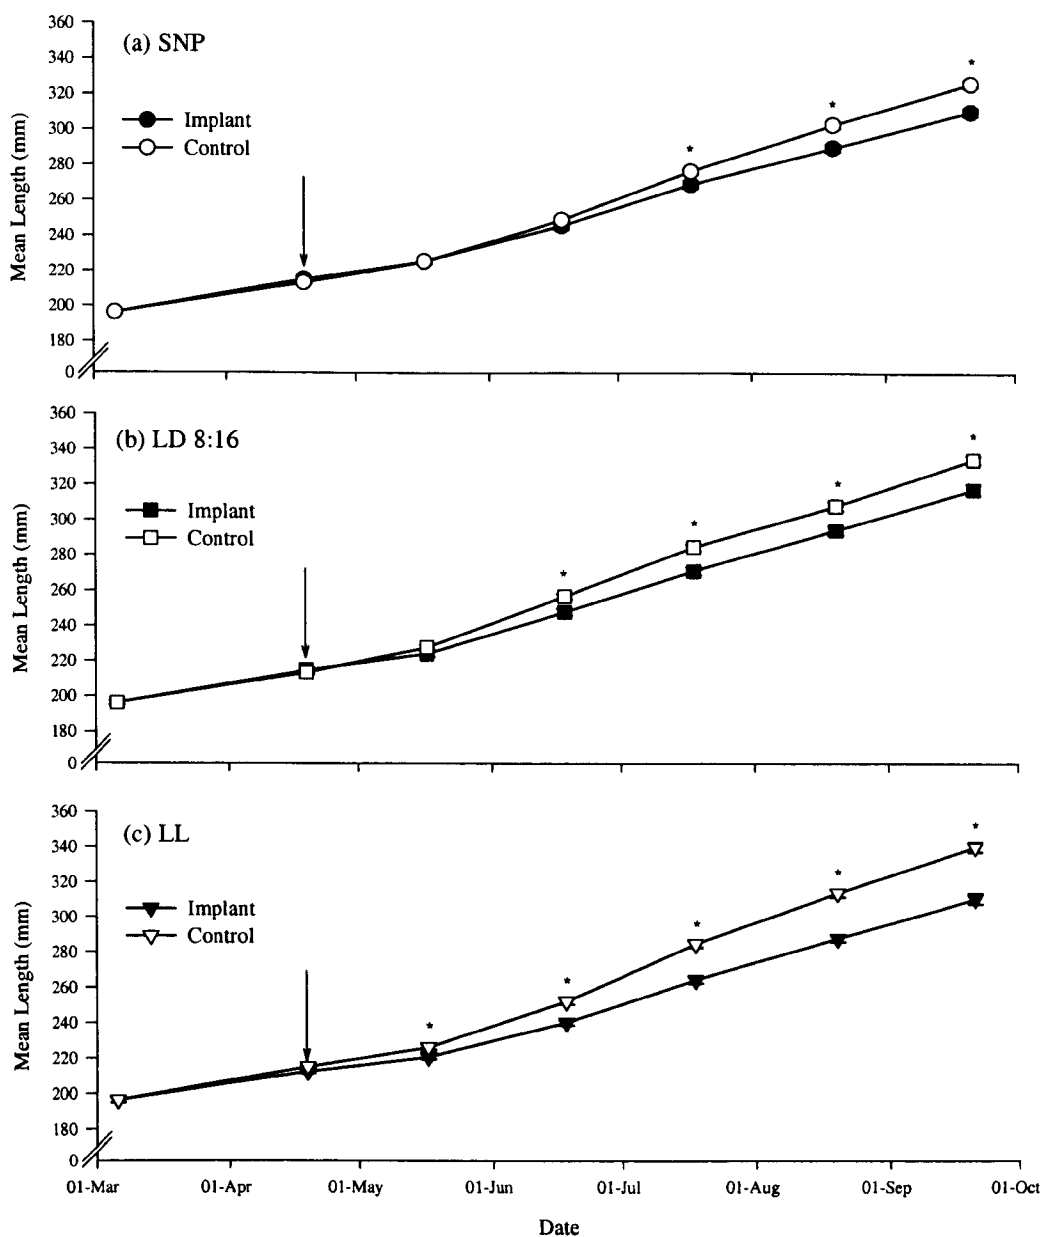 360
(a) SNP
340
320
Implant
300
Control
280
260
240
220
200
180
0
Mean Length (mm)
* * *
360
(b) LD 8:16
340
320
Implant
300
Control
280
260
240
220
200
180
0
Mean Length (mm)
* * * *
360
(c) LL
340
320
Implant
300
Control
280
260
240
220
200
180
0
Mean Length (mm)
* * * * *
01-Mar 01-Apr 01-May 01-Jun 01-Jul 01-Aug 01-Sep 01-Oct
Date